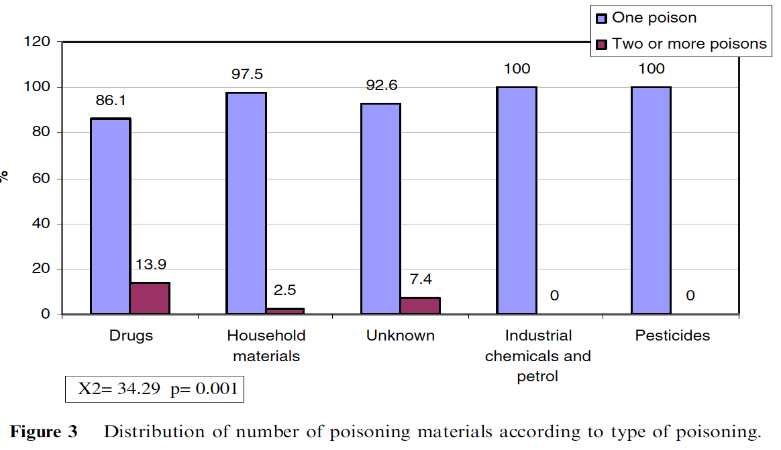 One poison
Two or more poisons
120
100
80
60
40
20
0
%
86.1
13.9
97.5
2.5
92.6
7.4
100
0
100
0
Drugs
Household
materials
Unknown
Industrial
chemicals and
petrol
Pesticides
X2= 34.29 p= 0.001
Figure 3 Distribution of number of poisoning materials according to type of poisoning.